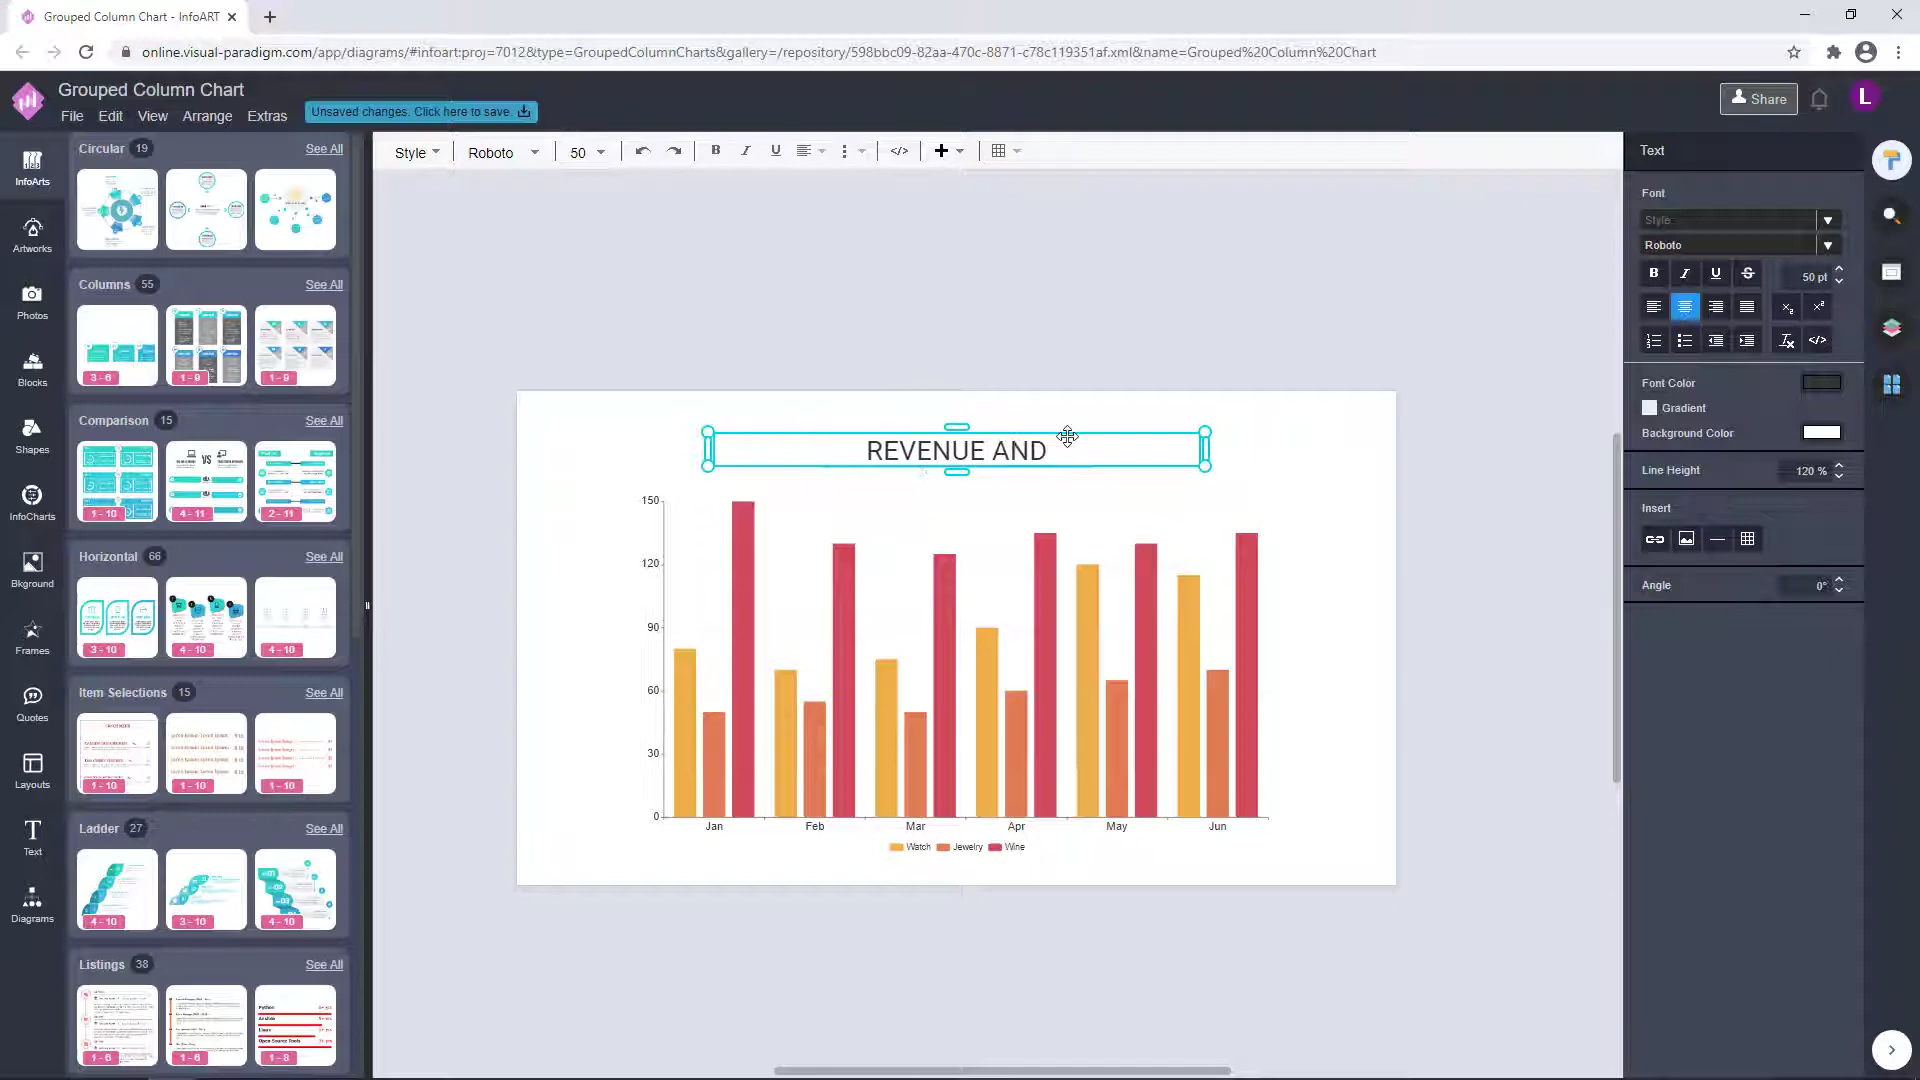 Grouped Column Chart - InfoART
online.visual-paradigm.com/app/diagrams/#infoart:proj=7012&type=GroupedColumnCharts&gallery=/repository/598bbc09-82aa-470c-8871-c78c119351af.xml&name=Grouped%20Column%20Chart
Grouped Column Chart
File Edit View Arrange Extras
Unsaved changes. Click here to save.
Share
L
InfoArts
Artworks
Photos
Blocks
Shapes
InfoCharts
Bkground
Frames
Quotes
Layouts
Text
Diagrams
Circular 19 See All
Columns 55 See All
3 - 6 1 - 9 1 - 9
Comparison 15 See All
VS
1 - 10 4 - 11 2 - 11
Horizontal 66 See All
3 - 10 4 - 10 4 - 10
Item Selections 15 See All
1 - 10 1 - 10 1 - 10
Ladder 27 See All
4 - 10 3 - 10 4 - 10
Listings 38 See All
Python
Linux
Open Source Tools
1 - 6 1 - 6 1 - 8
Style Roboto 50 B I U </>
REVENUE AND
150
120
90
60
30
0
Jan Feb Mar Apr May Jun
Watch Jewelry Wine
Text
Font
Style
Roboto
B I U S 50 pt
Font Color
Gradient
Background Color
Line Height 120 %
Insert
Angle 0°